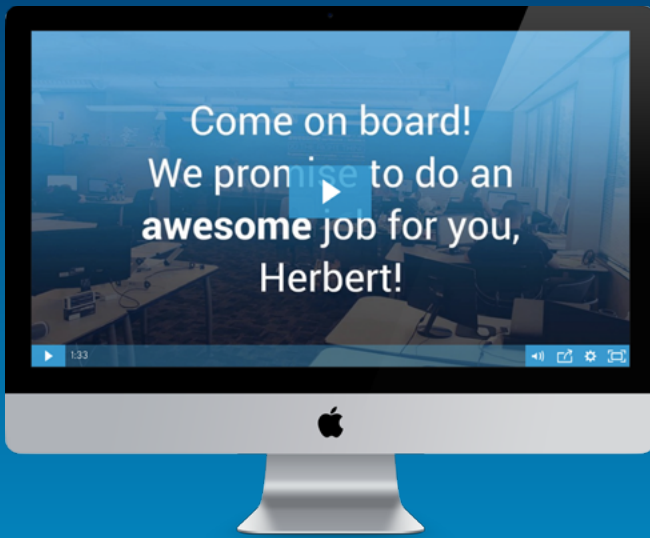 Come on board!
We promise to do an
awesome job for you,
Herbert!
1:33